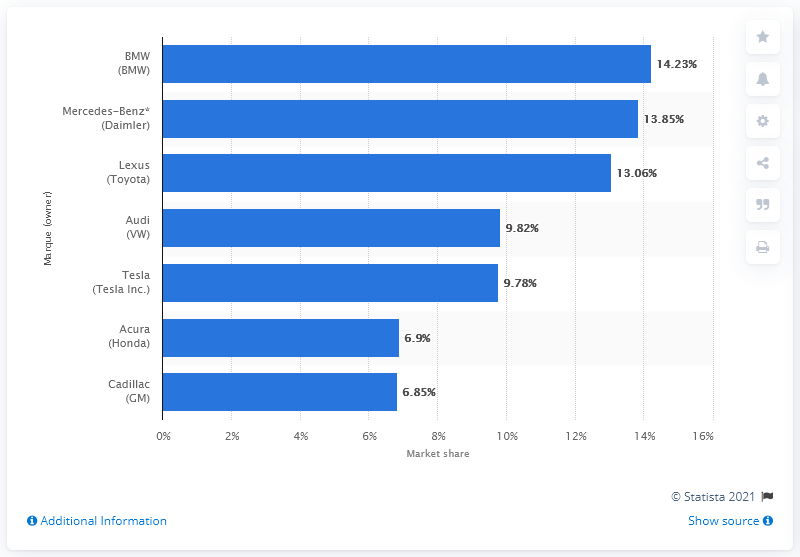 BMW
(BMW)
14.23%
Mercedes-Benz*
(Daimler)
13.85%
Lexus
(Toyota)
13.06%
Marque (owner)
Audi
(VW)
9.82%
Tesla
(Tesla Inc.)
9.78%
Acura
(Honda)
6.9%
Cadillac
(GM)
6.85%
0% 2% 4% 6% 8% 10% 12% 14% 16%
Market share
© Statista 2021
Additional Information
Show source